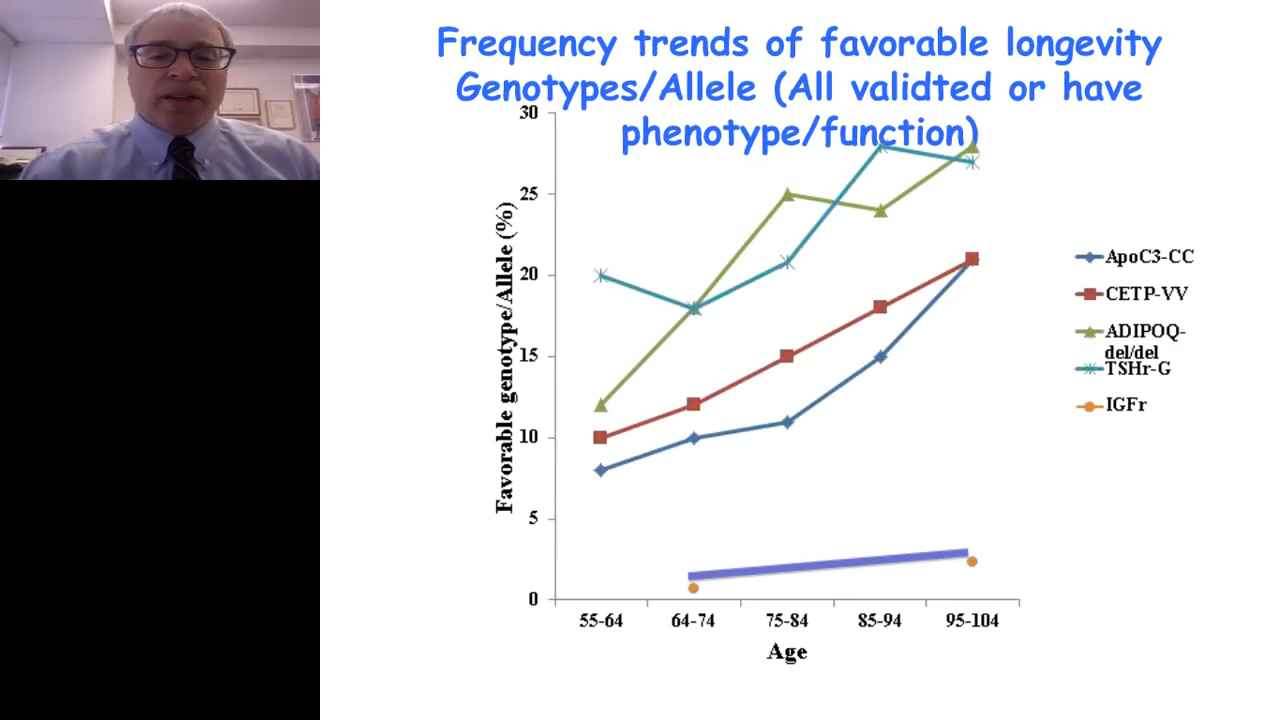 Frequency trends of favorable longevity
Genotypes/Allele (All validted or have
phenotype/function)
30
25
20
15
10
5
0
Favorable genotype/Allele (%)
55-64
64-74
75-84
85-94
95-104
Age
ApoC3-CC
CETP-VV
ADIPOQ-
del/del
TSHr-G
IGFr